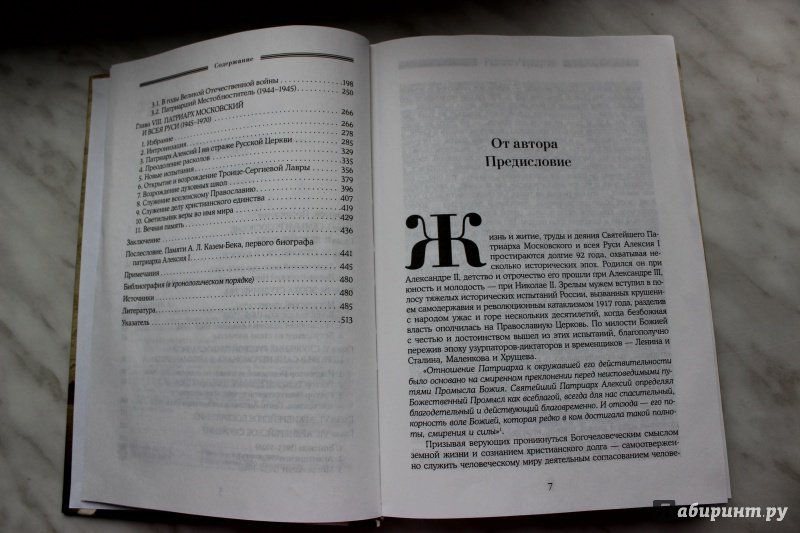 Содержание
3.1. В годы Великой Отечественной войны 198
3.2. Патриарший Местоблюститель (1944–1945) 250
Глава VIII. ПАТРИАРХ МОСКОВСКИЙ
И ВСЕЯ РУСИ (1945–1970) 266
1. Избрание 266
2. Интронизация 278
3. Патриарх Алексий I на страже Русской Церкви 285
4. Преодоление расколов 329
5. Новые испытания 335
6. Открытие и возрождение Троице-Сергиевой Лавры 356
7. Возрождение духовных школ 379
8. Служение вселенскому Православию 396
9. Служение делу христианского единства 407
10. Светильник веры во имя мира 419
11. Вечная память 429
Заключение 436
Послесловие. Памяти А. Л. Казем-Бека, первого биографа
патриарха Алексия I 441
Примечания 445
Библиография (в хронологическом порядке) 480
Источники 480
Литература 485
Указатель 513
От автора
Предисловие
Жизнь и житие, труды и деяния Святейшего Па-
триарха Московского и всея Руси Алексия I
простираются долгие 92 года, охватывая не-
сколько исторических эпох. Родился он при
Александре II, детство и отрочество его прошли при Александре III,
юность и молодость — при Николае II. Зрелым мужем вступил в по-
лосу тяжелых исторических испытаний России, вызванных крушени-
ем самодержавия и революционным катаклизмом 1917 года, разделив
с народом ужас и горе нескольких десятилетий, когда безбожная
власть ополчилась на Православную Церковь. По милости Божией
с честью и достоинством вышел из этих испытаний, благополучно
пережив эпоху узурпаторов-диктаторов и временщиков — Ленина и
Сталина, Маленкова и Хрущева.
«Отношение Патриарха к окружавшей его действительности
было основано на смиренном преклонении перед неисповедимыми пу-
тями Промысла Божия. Святейший Патриарх Алексий определял
Божественный Промысл как всеблагой, всегда для нас спасительный,
благодетельный и действующий благовременно. И отсюда — его по-
корность воле Божией, которая редко в ком достигала такой полно-
ты, смирения и силы»¹.
Призывая верующих проникнуться Богочеловеческим смыслом
земной жизни и сознанием христианского долга — самоотвержен-
но служить человеческому миру деятельным согласованием челове-
7
Лабиринт.ру